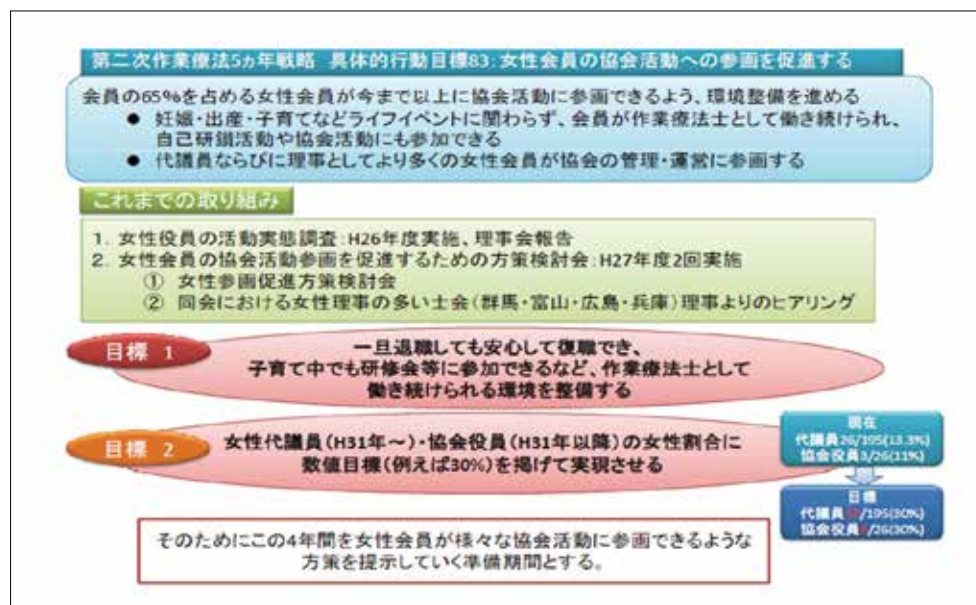 第二次作業療法5ヵ年戦略 具体的行動目標83:女性会員の協会活動への参画を促進する
会員の65%を占める女性会員が今まで以上に協会活動に参画できるよう、環境整備を進める
● 妊娠・出産・子育てなどライフイベントに関わらず、会員が作業療法士として働き続けられ、
自己研鑽活動や協会活動にも参加できる
● 代議員ならびに理事としてより多くの女性会員が協会の管理・運営に参画する
これまでの取り組み
1. 女性役員の活動実態調査:H26年度実施、理事会報告
2. 女性会員の協会活動参画を促進するための方策検討会:H27年度2回実施
① 女性参画促進方策検討会
② 同会における女性理事の多い士会(群馬・富山・広島・兵庫)理事よりのヒアリング
目標 1
一旦退職しても安心して復職でき、
子育て中でも研修会等に参加できるなど、作業療法士として
働き続けられる環境を整備する
目標 2
女性代議員(H31年~)・協会役員(H31年以降)の女性割合に
数値目標(例えば30%)を掲げて実現させる
現在
代議員26/195(13.3%)
協会役員3/26(11%)
目標
代議員/195(30%)
協会役員/26(30%)
そのためにこの4年間を女性会員が様々な協会活動に参画できるような
方策を提示していく準備期間とする。